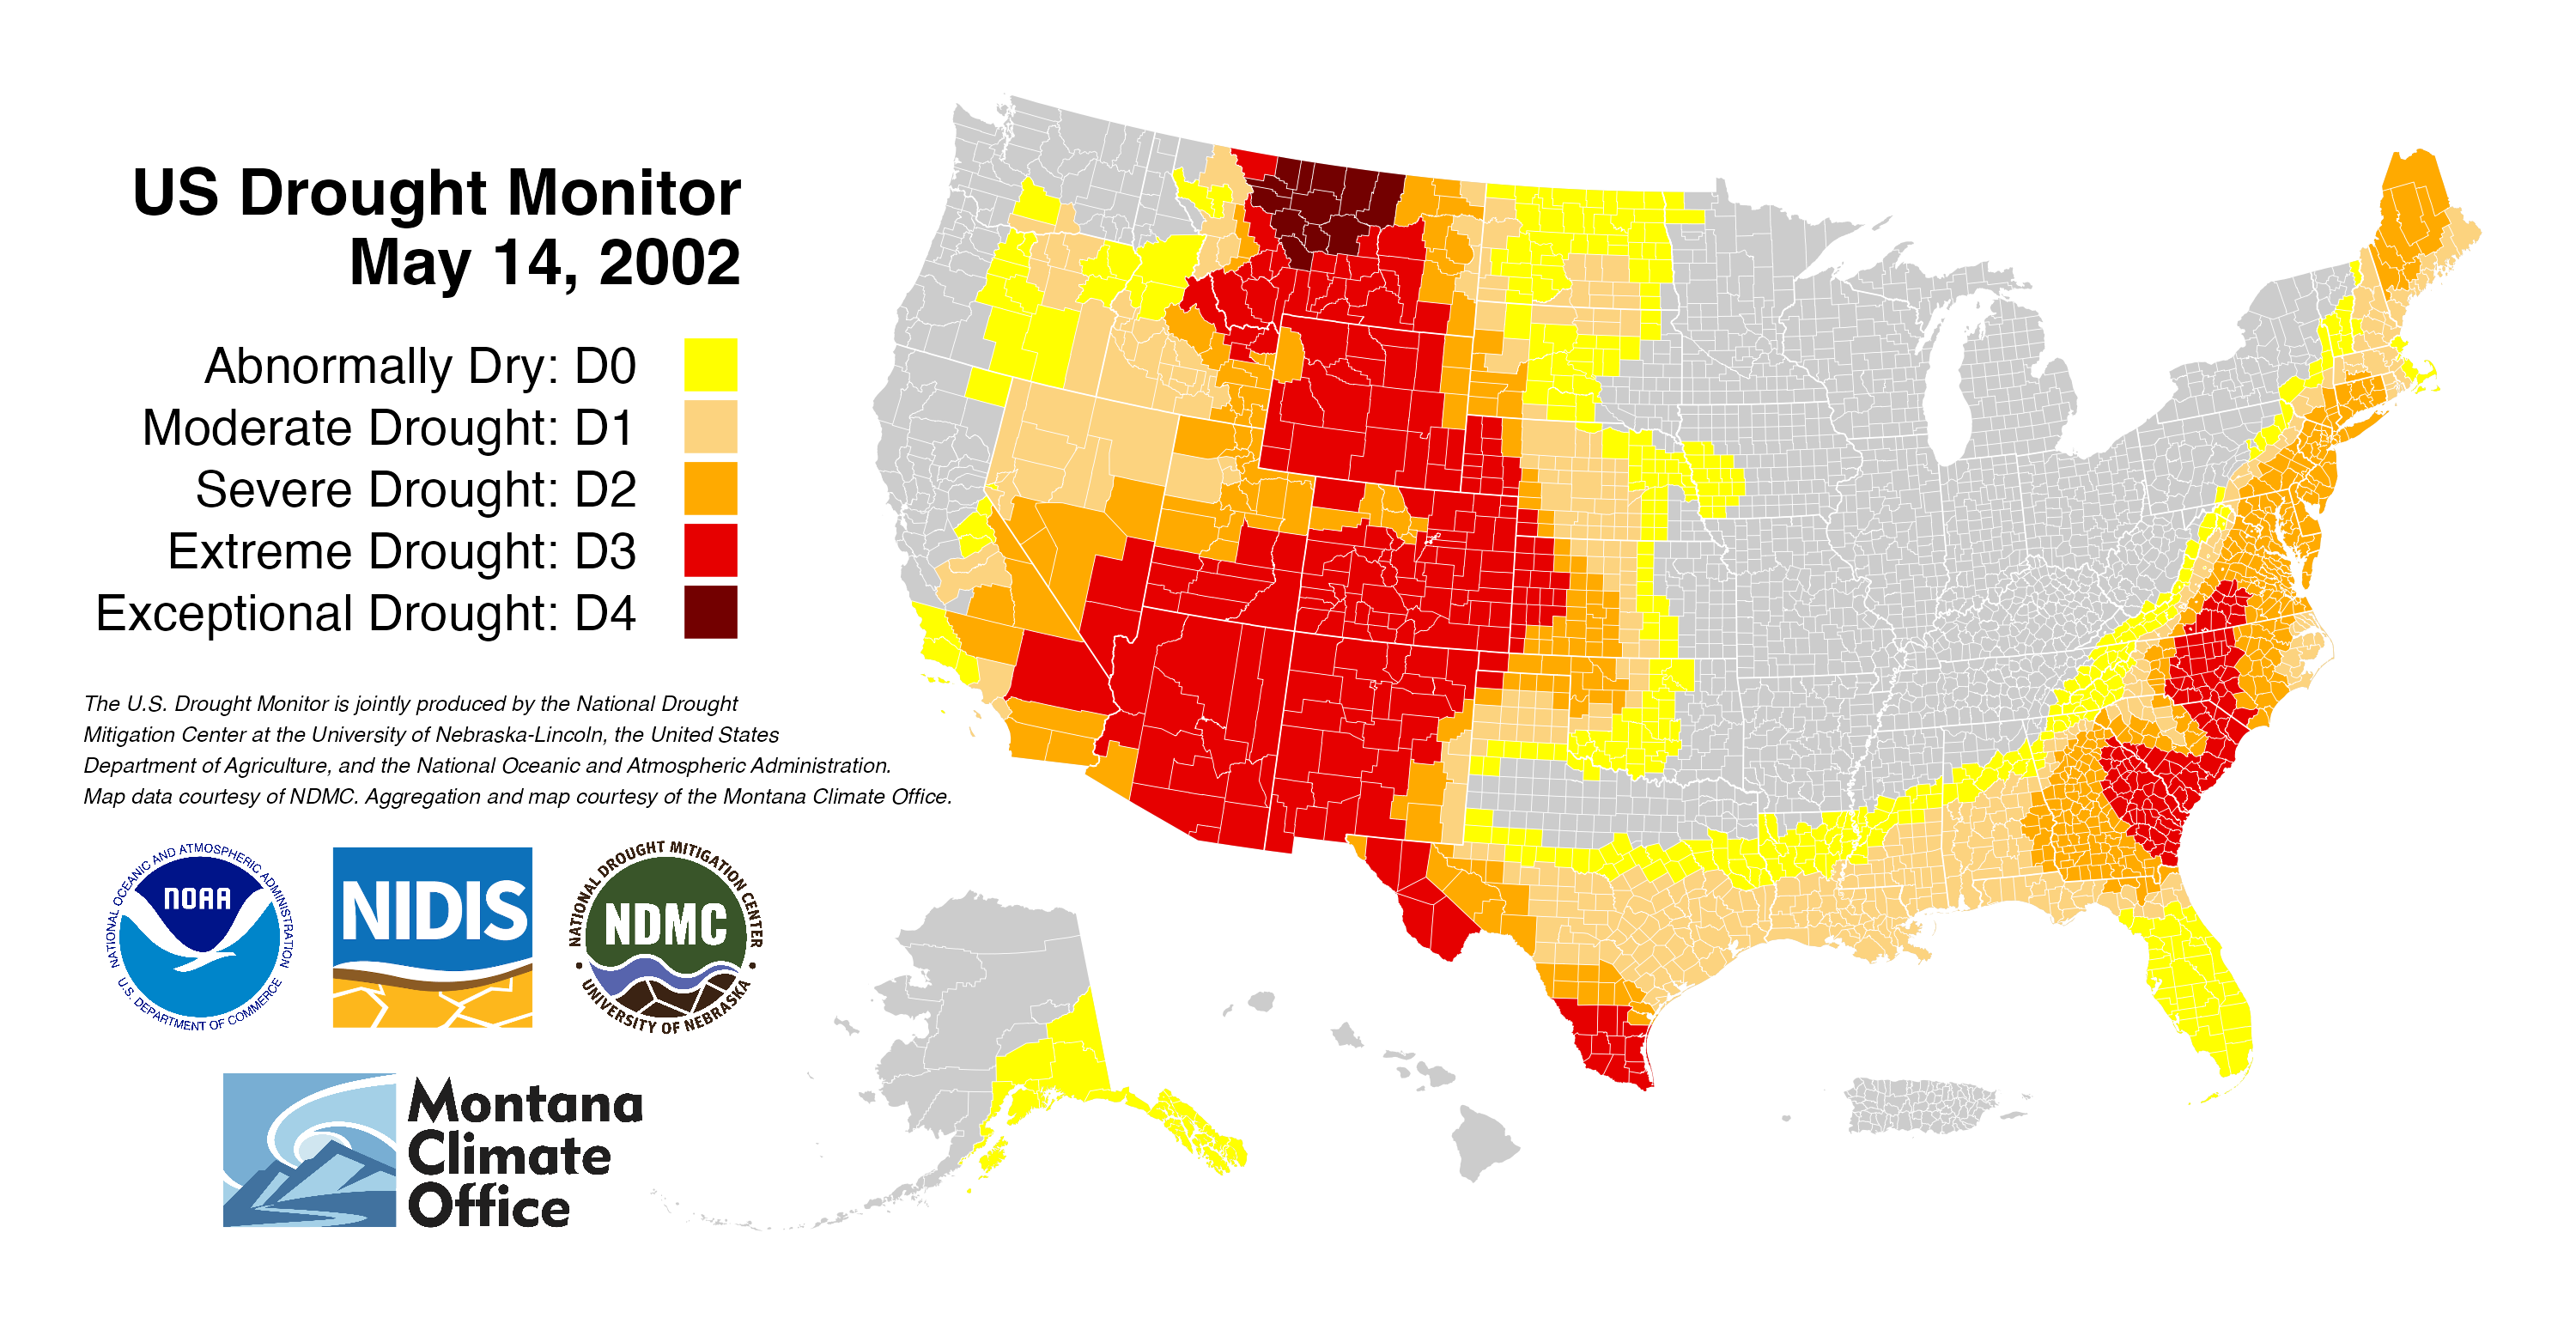 US Drought Monitor
May 14, 2002
Abnormally Dry: D0
Moderate Drought: D1
Severe Drought: D2
Extreme Drought: D3
Exceptional Drought: D4
The U.S. Drought Monitor is jointly produced by the National Drought
Mitigation Center at the University of Nebraska-Lincoln, the United States
Department of Agriculture, and the National Oceanic and Atmospheric Administration.
Map data courtesy of NDMC. Aggregation and map courtesy of the Montana Climate Office.
NATIONAL OCEANIC AND ATMOSPHERIC ADMINISTRATION
NOAA
U.S. DEPARTMENT OF COMMERCE
NIDIS
NATIONAL DROUGHT MITIGATION CENTER
NDMC
UNIVERSITY OF NEBRASKA
Montana
Climate
Office